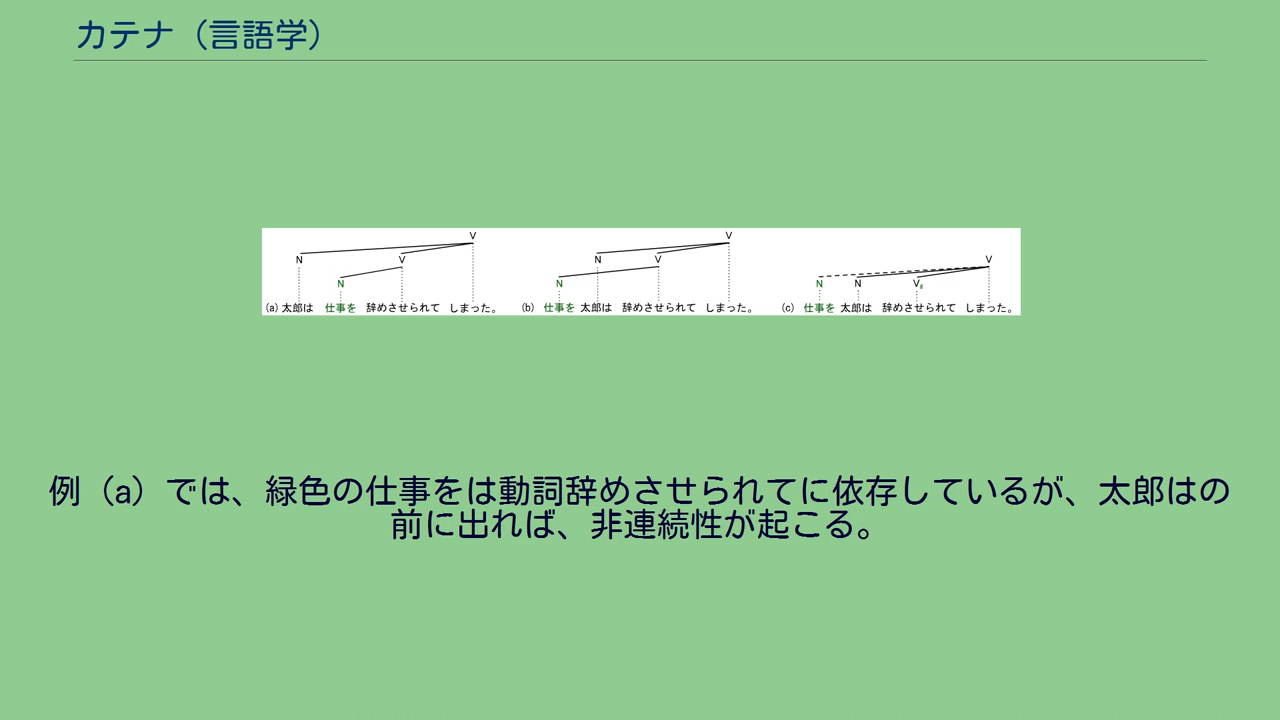 カテナ（言語学）
V V
N V N V V
N N N N Vg
(a) 太郎は 仕事を 辞めさせられて しまった。 (b) 仕事を 太郎は 辞めさせられて しまった。 (c) 仕事を 太郎は 辞めさせられて しまった。
例（a）では、緑色の仕事をは動詞辞めさせられてに依存しているが、太郎はの
前に出れば、非連続性が起こる。